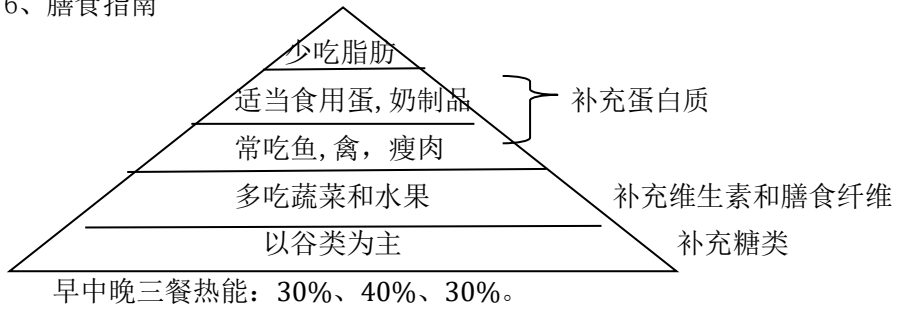 6、膳食指南
少吃脂肪
适当食用蛋,奶制品 补充蛋白质
常吃鱼,禽，瘦肉
多吃蔬菜和水果 补充维生素和膳食纤维
以谷类为主 补充糖类
早中晚三餐热能：30%、40%、30%。